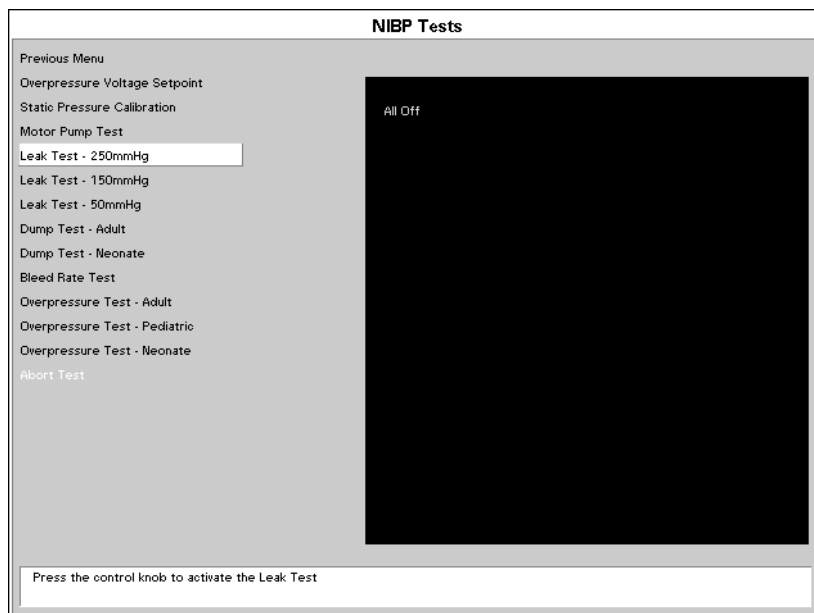 NIBP Tests
Previous Menu
Overpressure Voltage Setpoint
Static Pressure Calibration
Motor Pump Test
Leak Test - 250mmHg
Leak Test - 150mmHg
Leak Test - 50mmHg
Dump Test - Adult
Dump Test - Neonate
Bleed Rate Test
Overpressure Test - Adult
Overpressure Test - Pediatric
Overpressure Test - Neonate
Abort Test
All Off
Press the control knob to activate the Leak Test